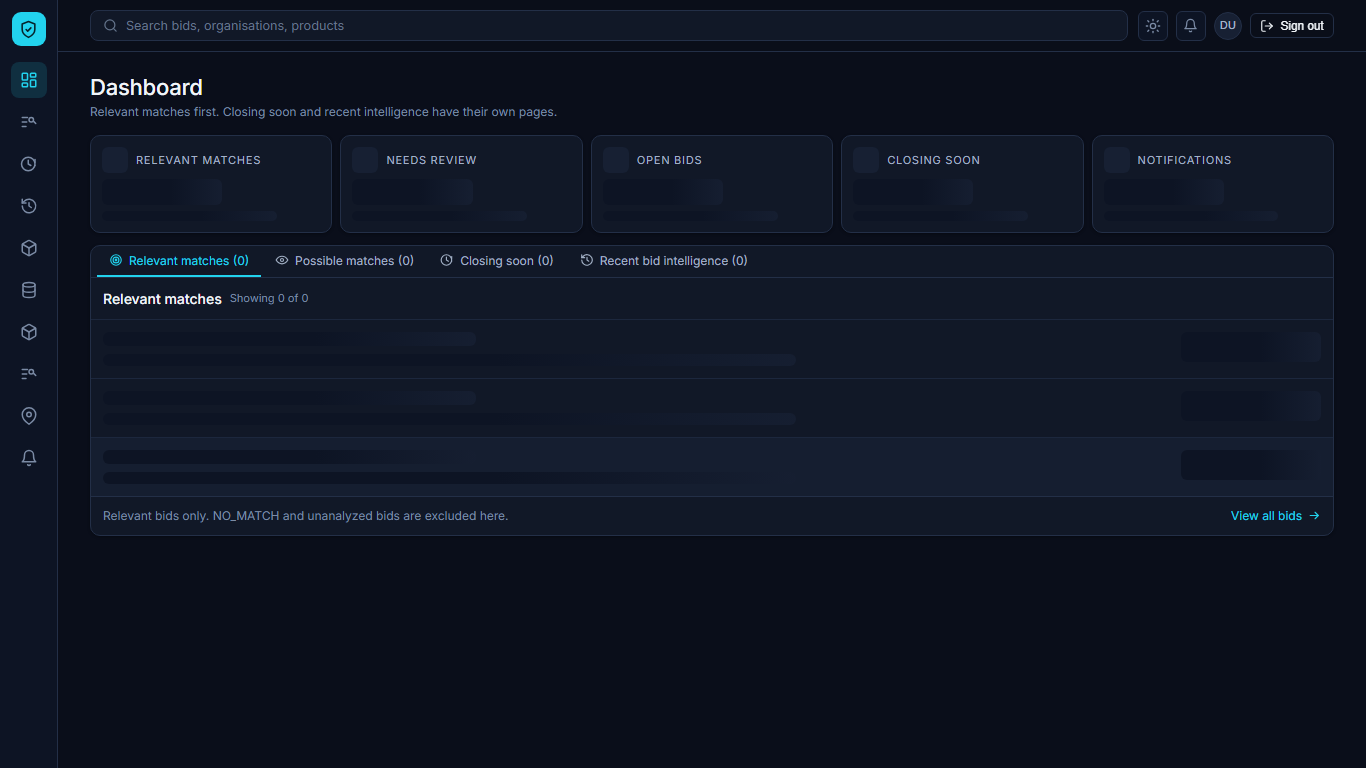 Search bids, organisations, products
DU
Sign out
Dashboard
Relevant matches first. Closing soon and recent intelligence have their own pages.
RELEVANT MATCHES
NEEDS REVIEW
OPEN BIDS
CLOSING SOON
NOTIFICATIONS
Relevant matches (0)
Possible matches (0)
Closing soon (0)
Recent bid intelligence (0)
Relevant matches Showing 0 of 0
Relevant bids only. NO_MATCH and unanalyzed bids are excluded here.
View all bids →